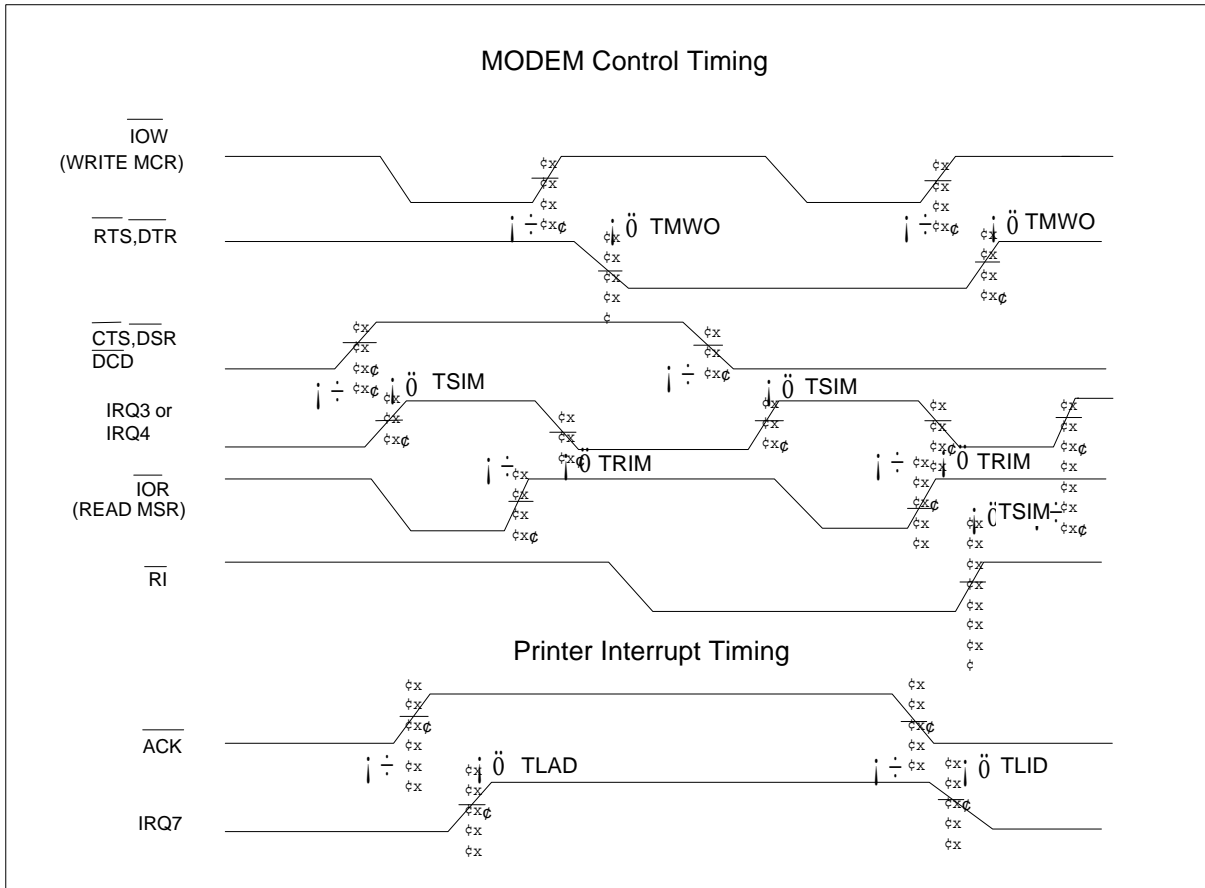 MODEM Control Timing
IOW
(WRITE MCR)
RTS,DTR
TMWO
TMWO
CTS,DSR
DCD
TSIM
TSIM
IRQ3 or
IRQ4
TRIM
TRIM
IOR
(READ MSR)
TSIM
RI
Printer Interrupt Timing
ACK
TLAD
TLID
IRQ7